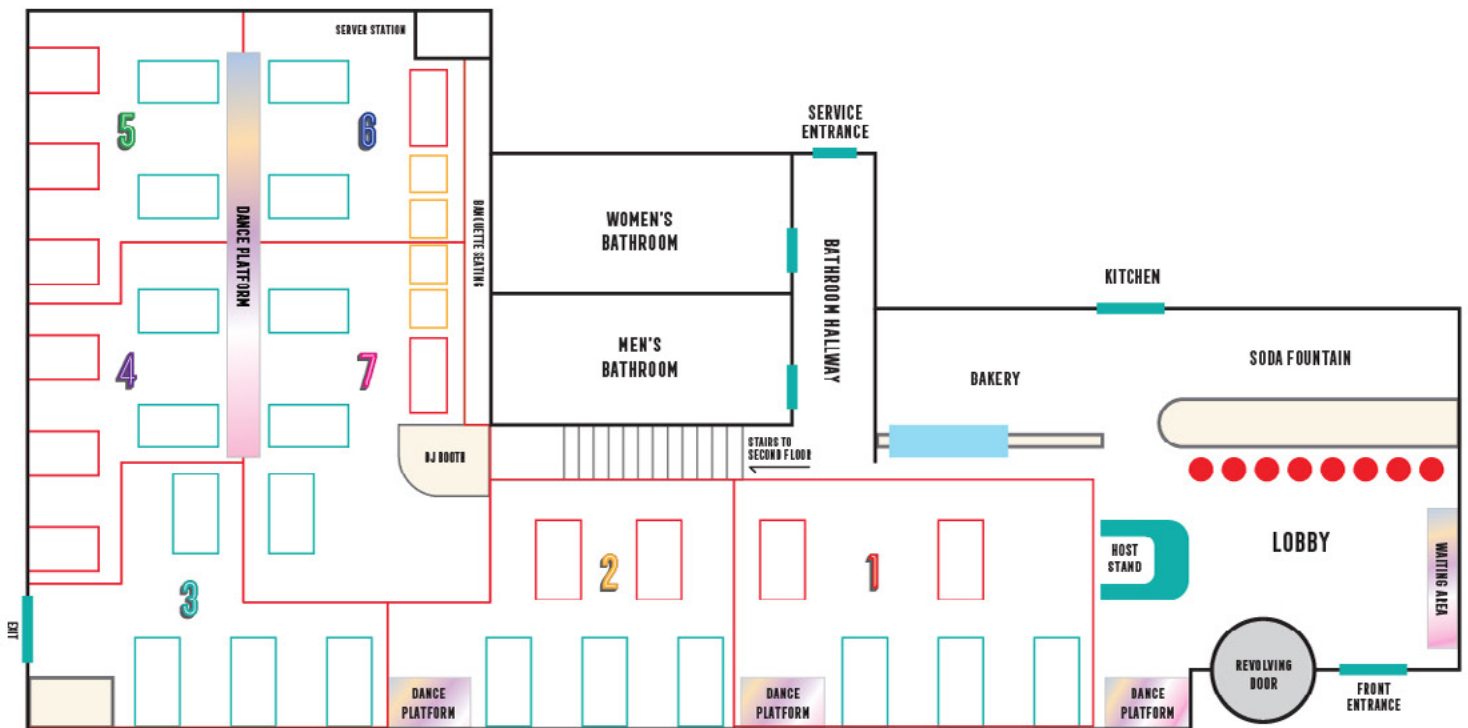 SERVER STATION
5
6
DANCE PLATFORM
BANQUETTE SEATING
SERVICE
ENTRANCE
WOMEN'S
BATHROOM
BATHROOM HALLWAY
MEN'S
BATHROOM
KITCHEN
BAKERY
SODA FOUNTAIN
4
7
DJ BOOTH
STAIRS TO
SECOND FLOOR
3
2
1
HOST
STAND
LOBBY
WAITING AREA
EXIT
DANCE
PLATFORM
DANCE
PLATFORM
DANCE
PLATFORM
REVOLVING
DOOR
FRONT
ENTRANCE